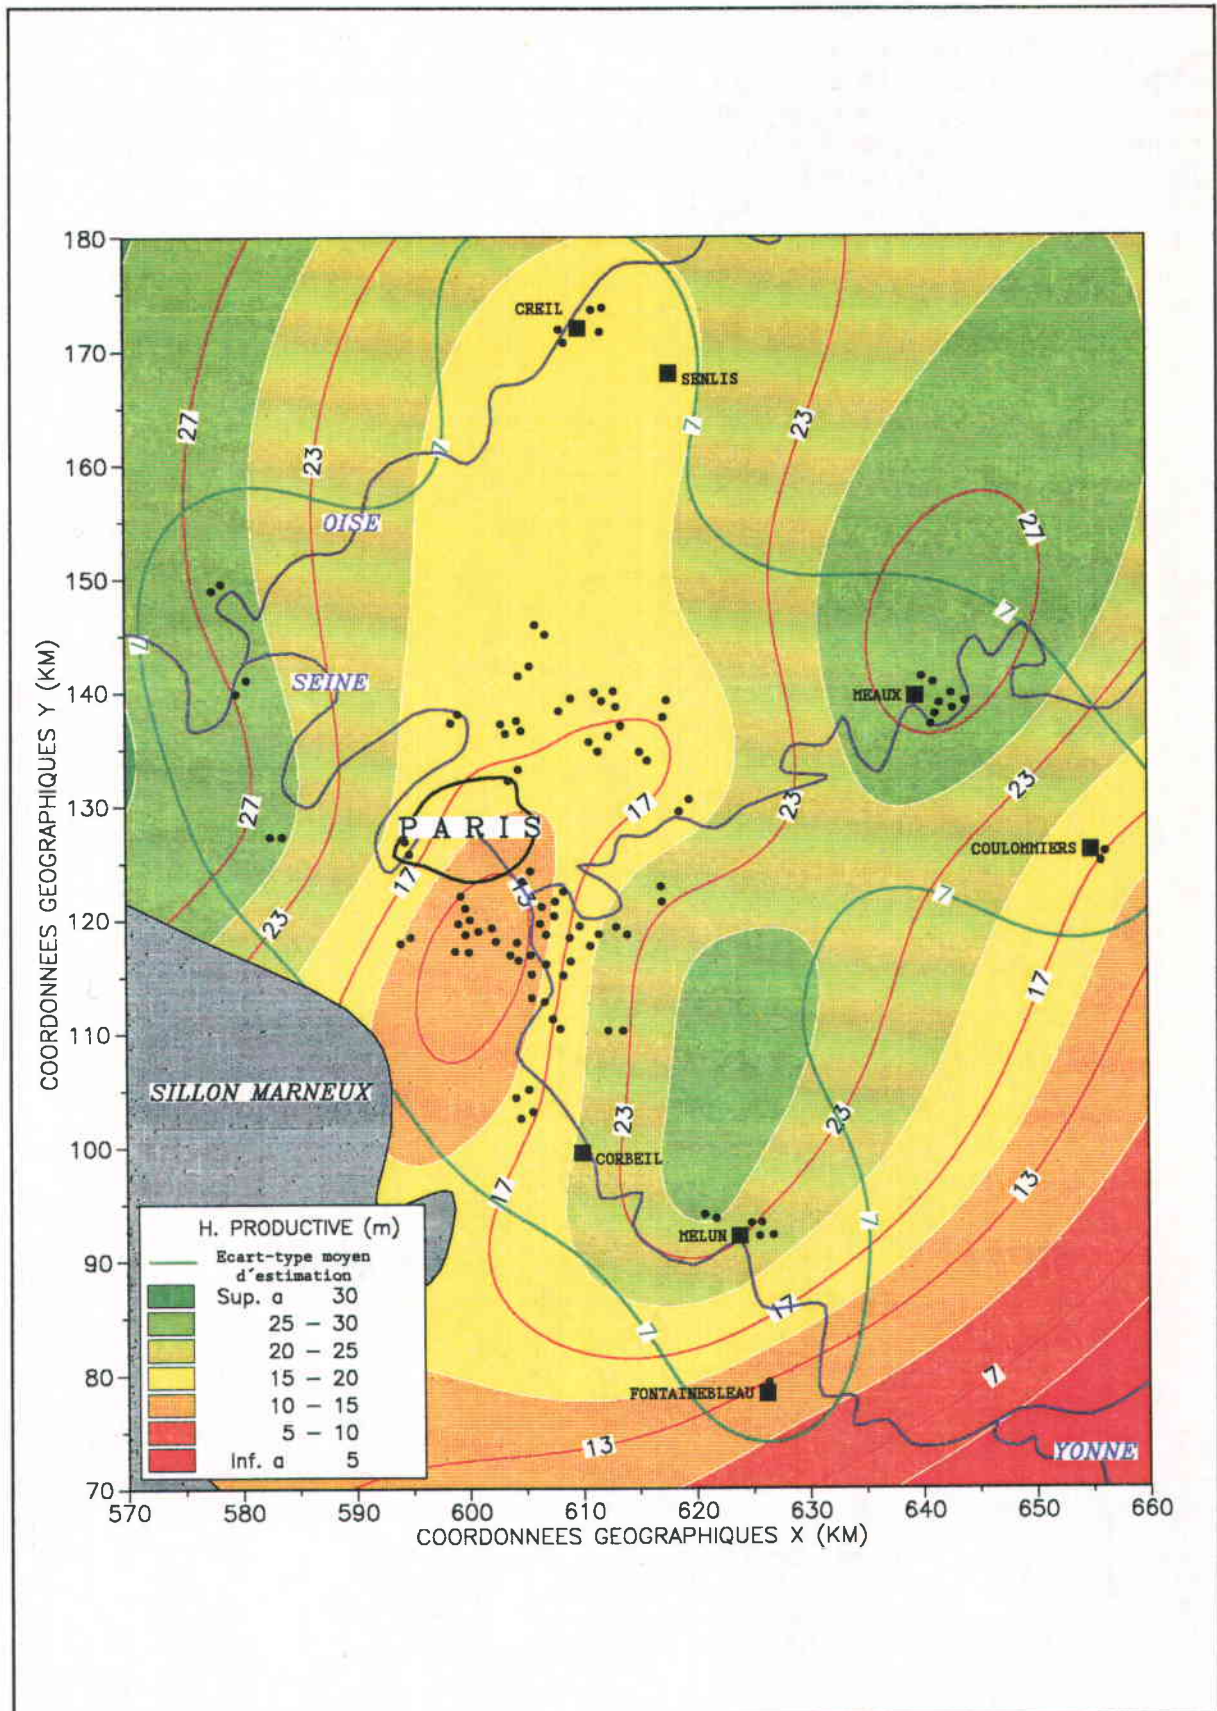 180
CREIL
170
SENLIS
27
23
23
7
7
160
OISE
27
150
7
7
COORDONNEES GEOGRAPHIQUES Y (KM)
SEINE
140
MEAUX
23
130
27
17
23
PARIS
COULOMMIERS
17
13
7
120
23
17
110
SILLON MARNEUX
23
23
100
CORBEIL
17
13
H. PRODUCTIVE (m)
Ecart-type moyen
d'estimation
Sup. a 30
25 - 30
20 - 25
15 - 20
10 - 15
5 - 10
Inf. a 5
MELUN
7
90
17
7
80
FONTAINEBLEAU
7
13
YONNE
70
570 580 590 600 610 620 630 640 650 660
COORDONNEES GEOGRAPHIQUES X (KM)